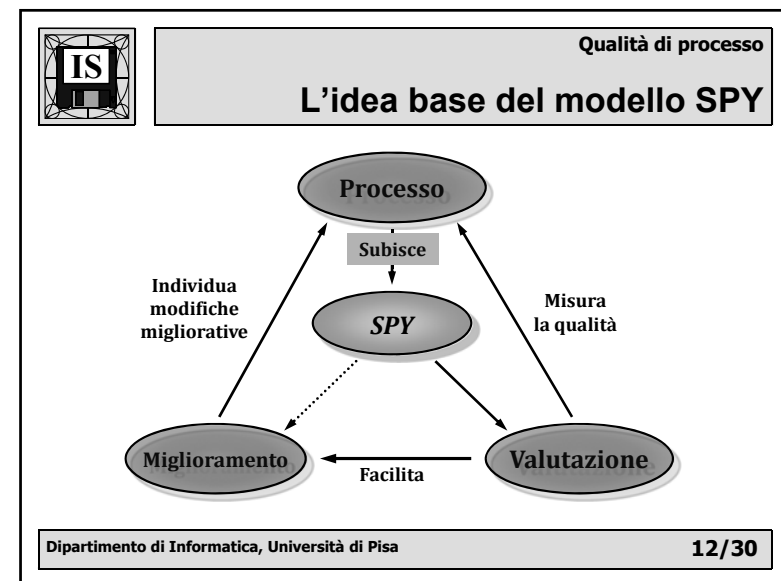 IS
Qualità di processo
L'idea base del modello SPY
Processo
Subisce
Individua
modifiche
migliorative
SPY
Misura
la qualità
Miglioramento
Facilita
Valutazione
Dipartimento di Informatica, Università di Pisa
12/30